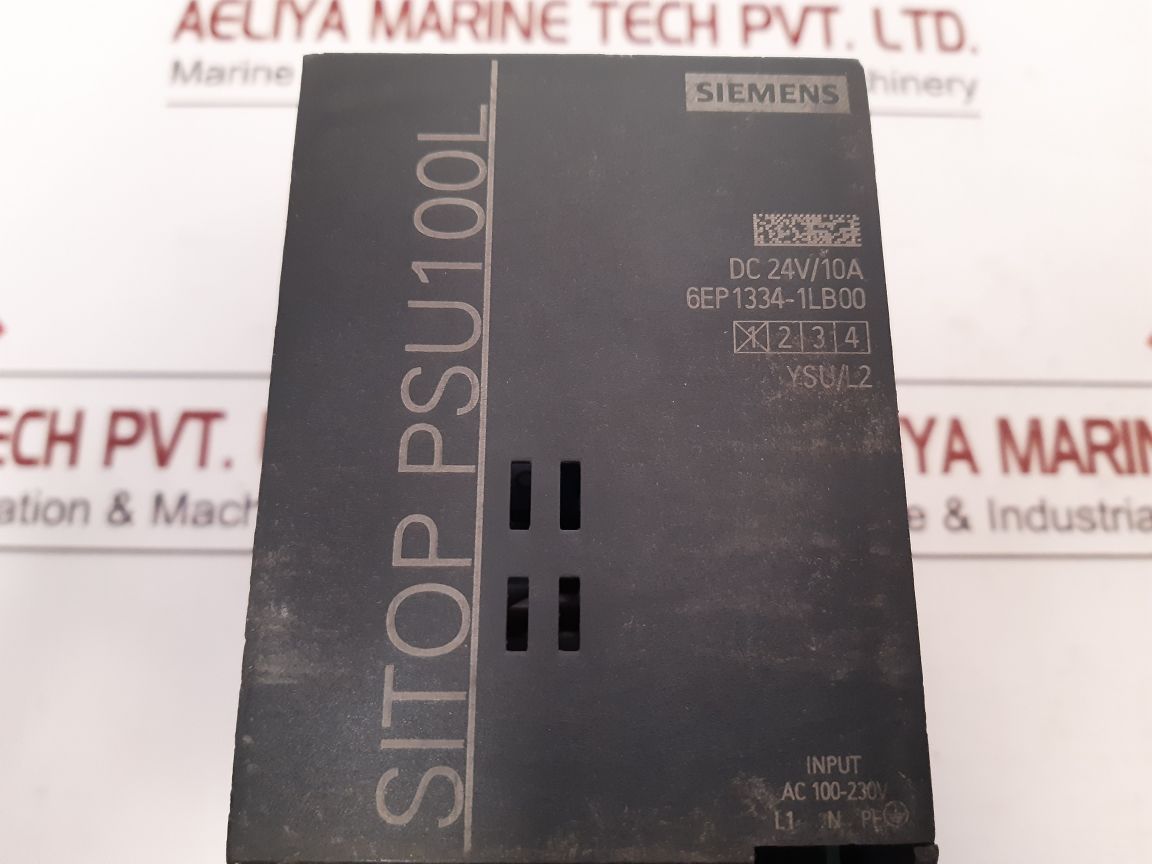 AELIYA MARINE TECH PVT. LTD.
Marine
hinery
SIEMENS
SITOP PSU100L
DC 24V/10A
6EP1334-1LB00
1 2 3 4
YSU/L2
ECH PVT.
ation & Mach
YA MARIN
e & Industria
INPUT
AC 100-230V
L1 N PE